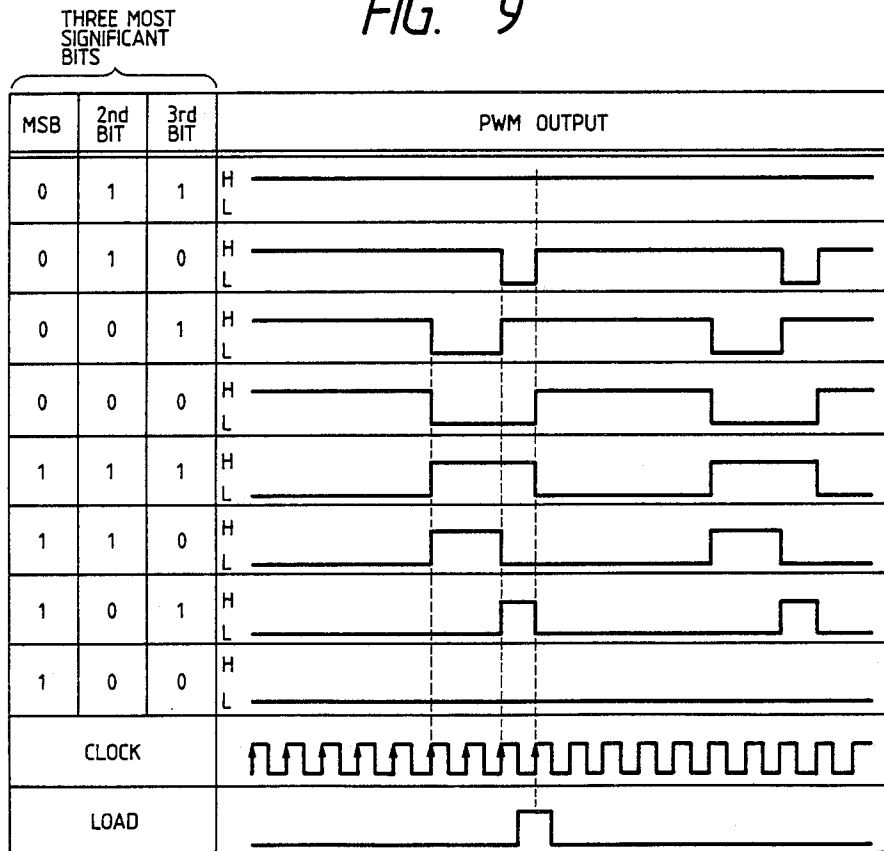 FIG. 9
THREE MOST
SIGNIFICANT
BITS
MSB 2nd BIT 3rd BIT PWM OUTPUT
0 1 1 H L
0 1 0 H L
0 0 1 H L
0 0 0 H L
1 1 1 H L
1 1 0 H L
1 0 1 H L
1 0 0 H L
CLOCK
LOAD